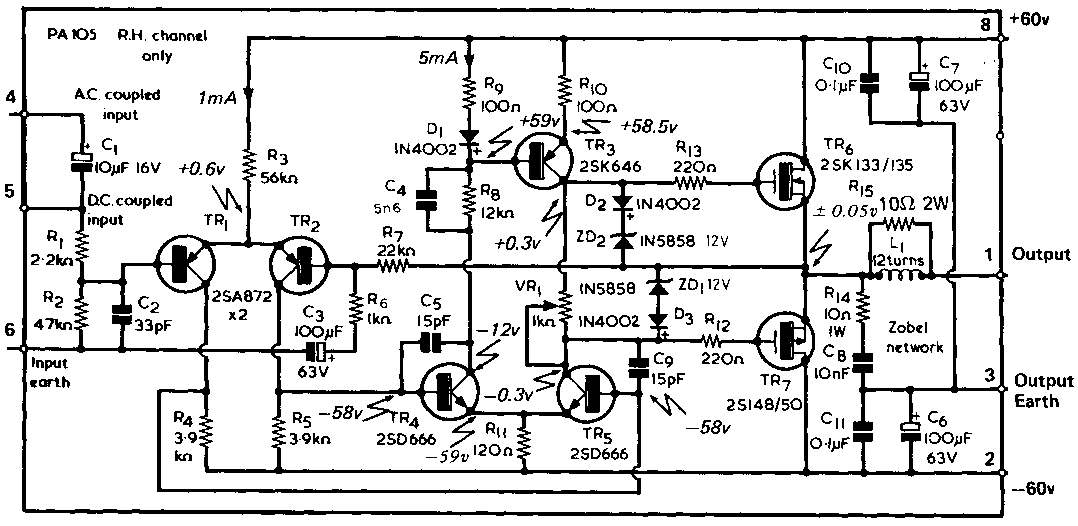 PA105 R.H. channel
only
8
+60v
4
A.C. coupled
input
C1
10µF 16V
5
D.C. coupled
input
R1
2·2kΩ
R2
47kΩ
C2
33pF
6
Input
earth
1mA
R3
56kΩ
+0.6v
TR1
TR2
2SA872
x2
R4
3·9
kΩ
R5
3·9kΩ
C3
100µF
63V
R6
1kΩ
R7
22kΩ
5mA
R9
100Ω
D1
1N4002
C4
5n6
R8
12kΩ
C5
15pF
-12v
-58v
TR4
2SD666
-59v
R11
120Ω
+59v
R10
100Ω
+58.5v
TR3
2SK646
+0.3v
VR1
1kΩ
-0.3v
TR5
2SD666
D2
1N4002
ZD2
1N5858 12V
1N5858
ZD1 12V
1N4002
D3
C9
15pF
-58v
R13
220Ω
R12
220Ω
TR6
2SK133/135
TR7
2S148/50
± 0.05v
R15
10Ω 2W
L1
12turns
R14
10Ω
1W
C8
10nF
Zobel
network
C10
0·1µF
C7
100µF
63V
C11
0·1µF
C6
100µF
63V
1
Output
3
Output
Earth
2
--60v